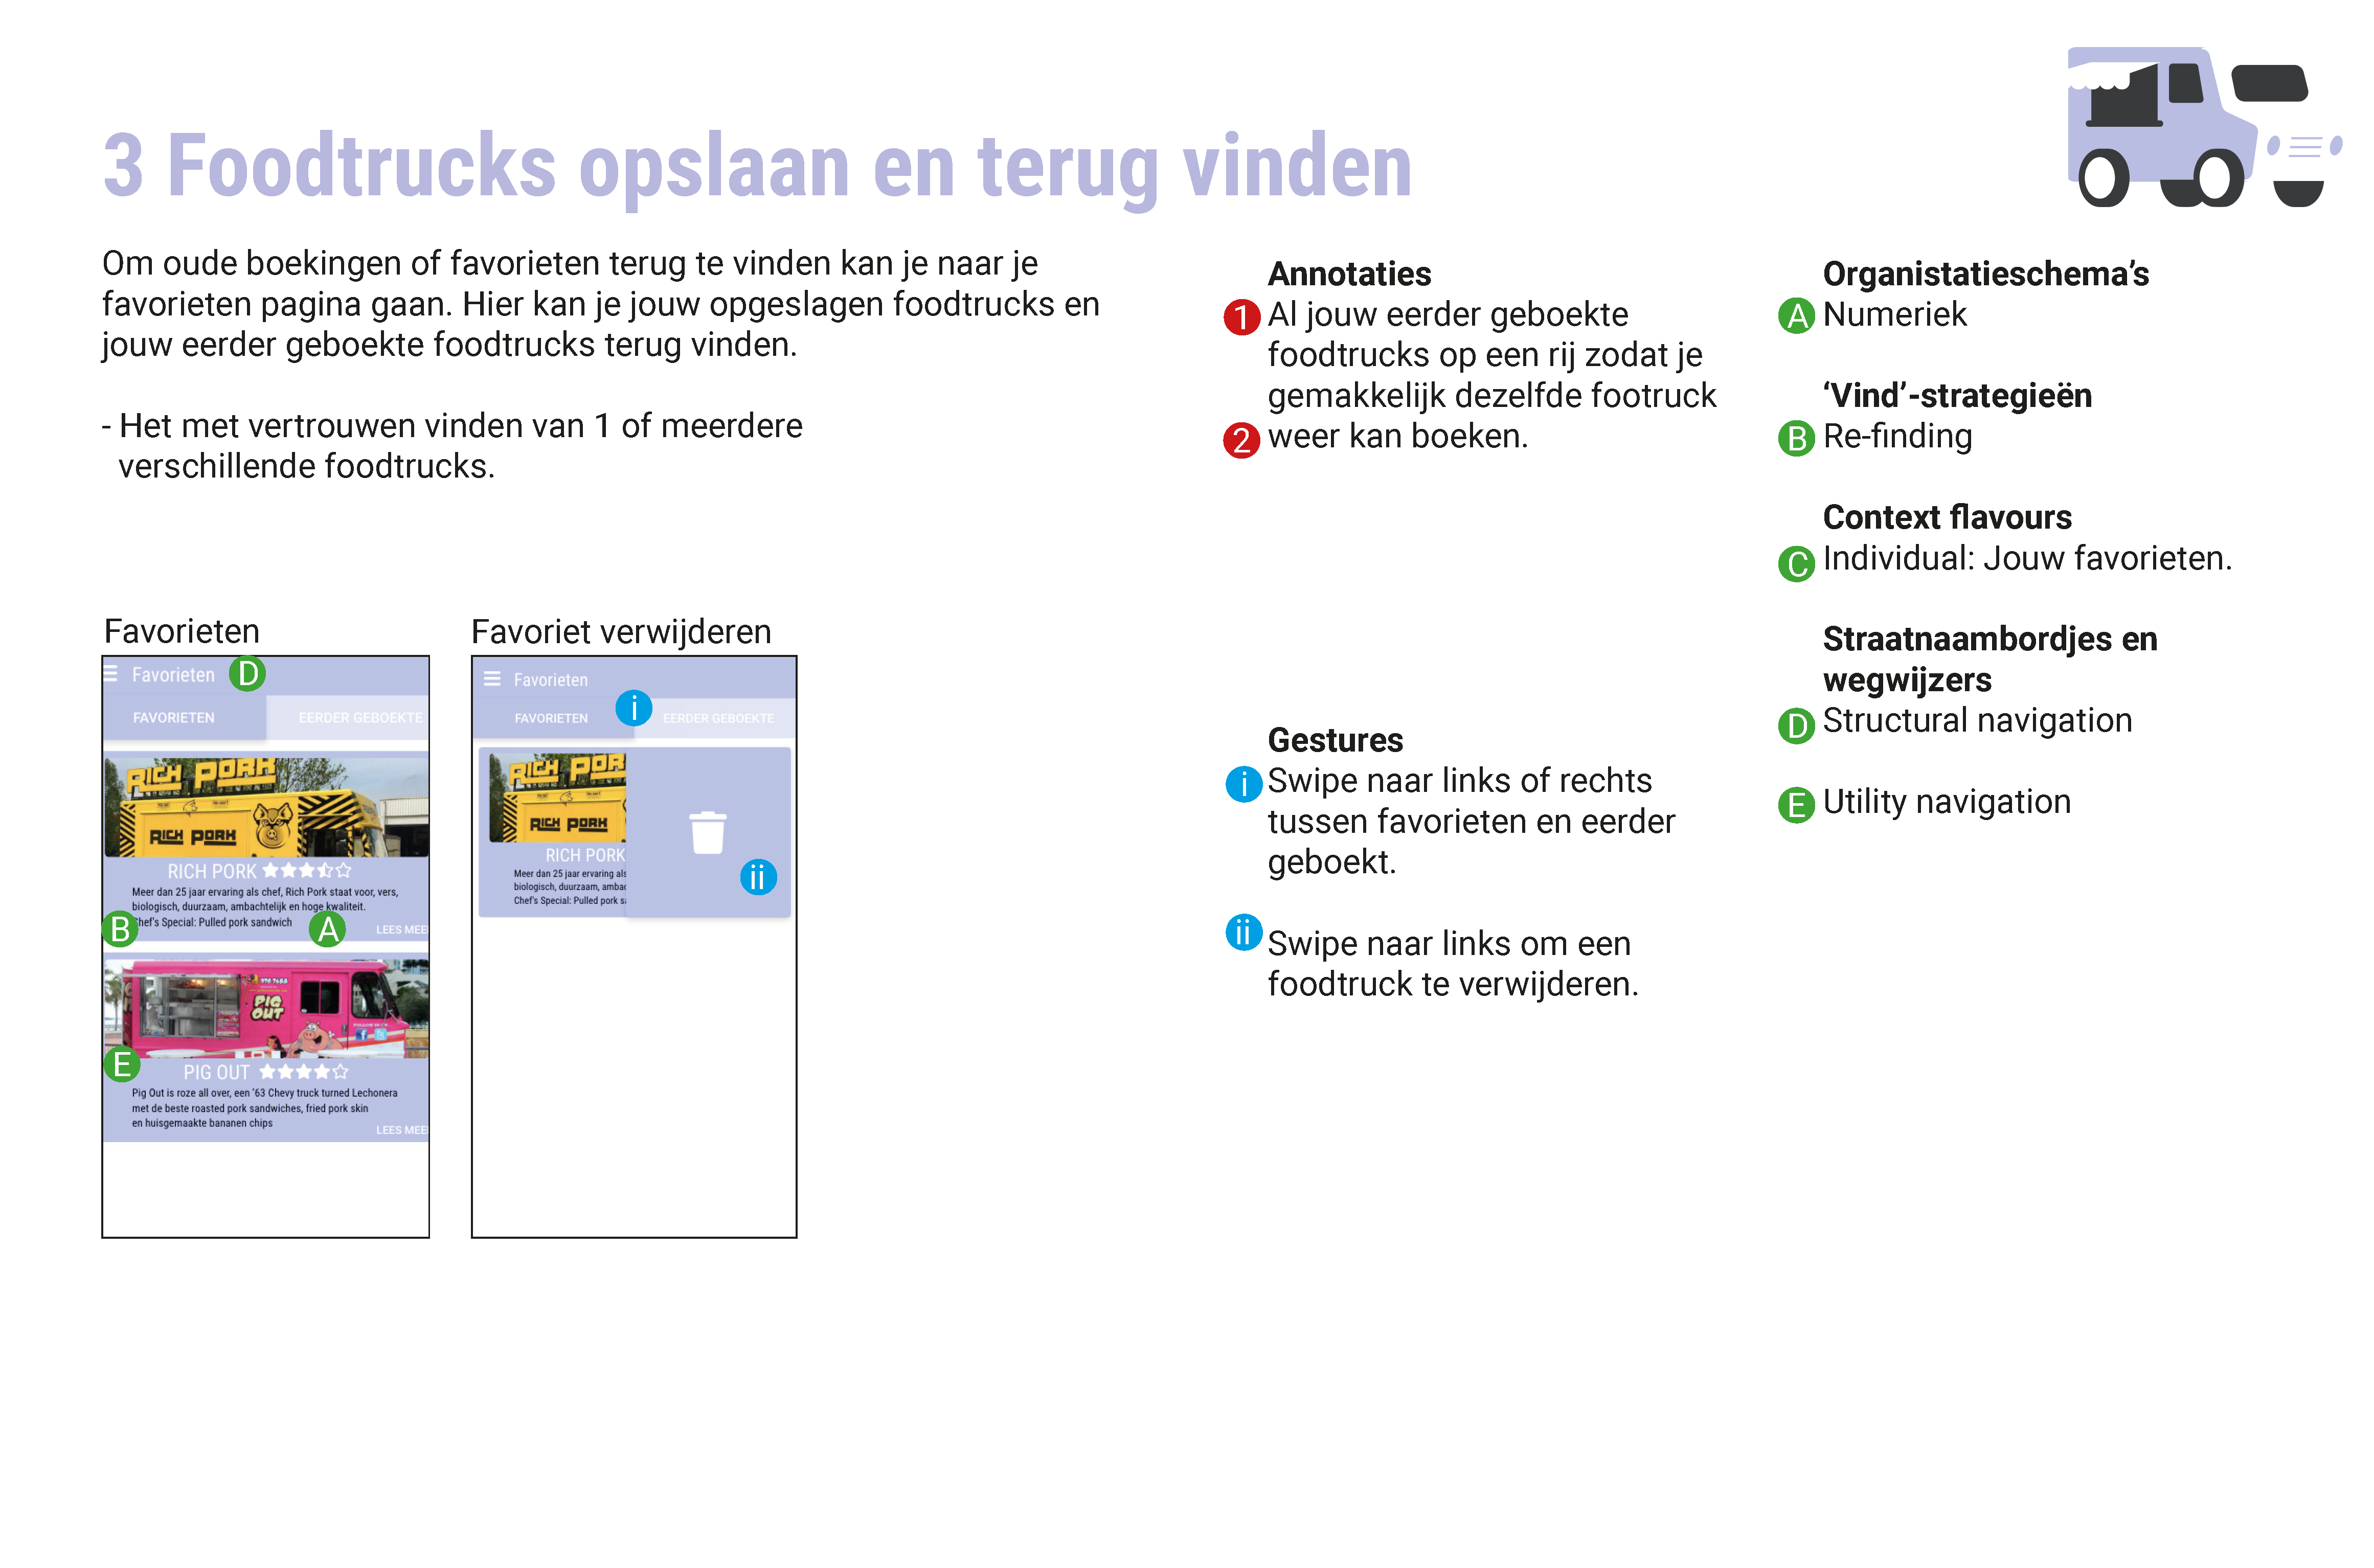 3 Foodtrucks opslaan en terug vinden
Om oude boekingen of favorieten terug te vinden kan je naar je
favorieten pagina gaan. Hier kan je jouw opgeslagen foodtrucks en
jouw eerder geboekte foodtrucks terug vinden.
- Het met vertrouwen vinden van 1 of meerdere
verschillende foodtrucks.
Annotaties
1 Al jouw eerder geboekte
foodtrucks op een rij zodat je
gemakkelijk dezelfde footruck
2 weer kan boeken.
Gestures
i Swipe naar links of rechts
tussen favorieten en eerder
geboekt.
ii Swipe naar links om een
foodtruck te verwijderen.
Organistatieschema's
A Numeriek
‘Vind’-strategieën
B Re-finding
Context flavours
C Individual: Jouw favorieten.
Straatnaambordjes en
wegwijzers
D Structural navigation
E Utility navigation
Favorieten
Favorieten D
FAVORIETEN EERDER GEBOEKTE
RICH PORK
RICH PORK
RICH PORK
Meer dan 25 jaar ervaring als chef, Rich Pork staat voor, vers,
biologisch, duurzaam, ambachtelijk en hoge kwaliteit.
B hef's Special: Pulled pork sandwich A
LEES MEE
PIG
OUT
E
PIG OUT
Pig Out is roze all over, een '63 Chevy truck turned Lechonera
met de beste roasted pork sandwiches, fried pork skin
en huisgemaakte bananen chips
LEES MEE
Favoriet verwijderen
Favorieten
FAVORIETEN i EERDER GEBOEKTE
RICH POR
RICH PORK
RICH PORK
Meer dan 25 jaar ervaring als
biologisch, duurzaam, ambac
Chef's Special: Pulled pork s
ii